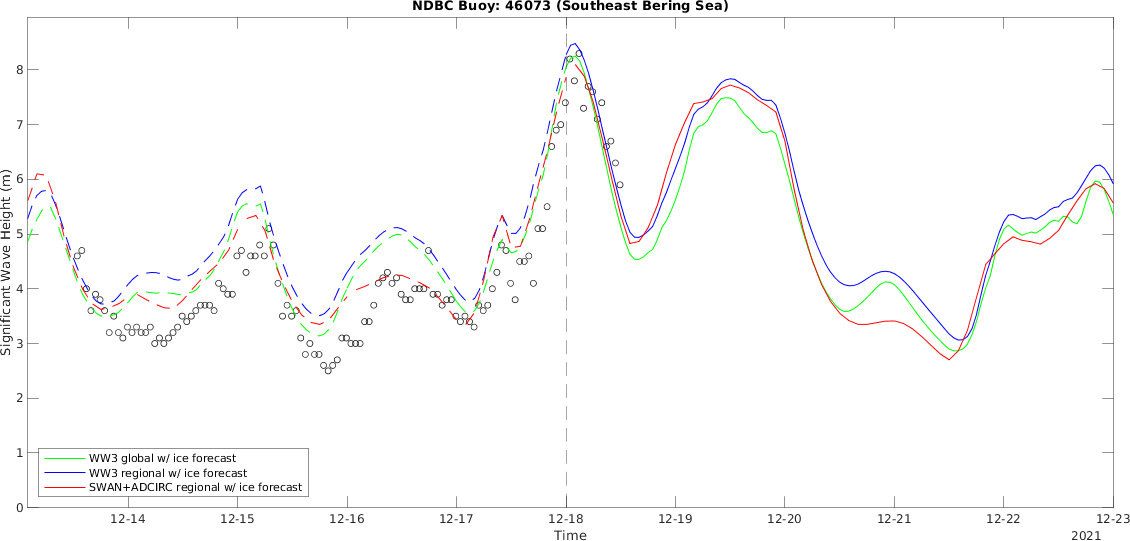 NDBC Buoy: 46073 (Southeast Bering Sea)
Significant Wave Height (m)
8
7
6
5
4
3
2
1
0
WW3 global w/ ice forecast
WW3 regional w/ ice forecast
SWAN+ADCIRC regional w/ ice forecast
12-14 12-15 12-16 12-17 12-18 12-19 12-20 12-21 12-22 12-23
Time
2021